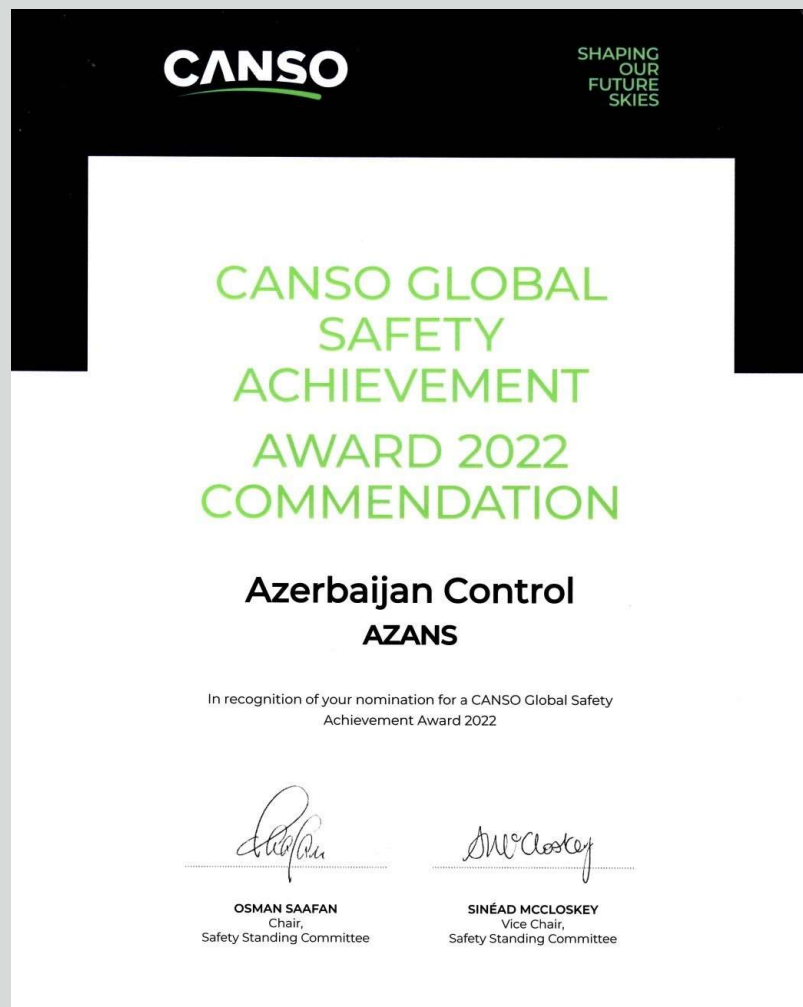 CANSO
SHAPING
OUR
FUTURE
SKIES
CANSO GLOBAL
SAFETY
ACHIEVEMENT
AWARD 2022
COMMENDATION
Azerbaijan Control
AZANS
In recognition of your nomination for a CANSO Global Safety
Achievement Award 2022
SMcCloskey
OSMAN SAAFAN
Chair,
Safety Standing Committee
SINÉAD MCCLOSKEY
Vice Chair,
Safety Standing Committee